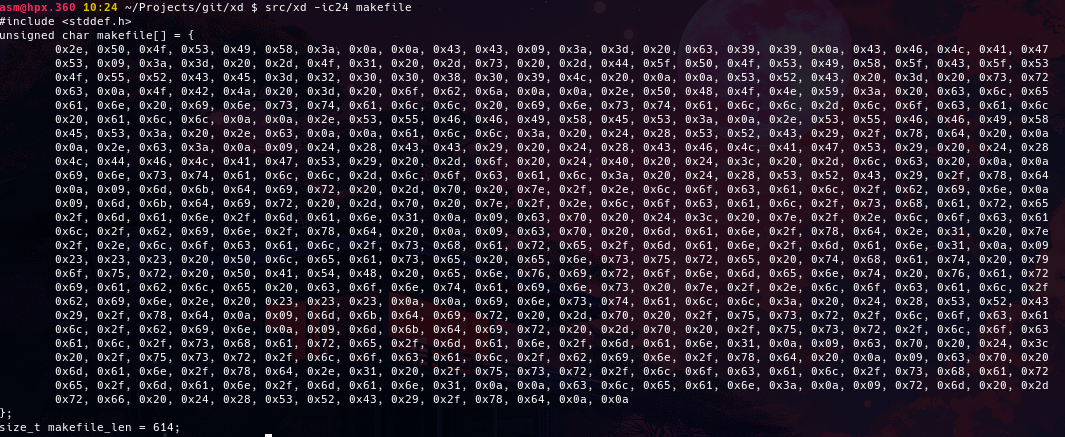 asm@hpx.360 10:24 ~/Projects/git/xd $ src/xd -ic24 makefile
#include <stddef.h>
unsigned char makefile[] = {
0x2e, 0x50, 0x4f, 0x53, 0x49, 0x58, 0x3a, 0x0a, 0x0a, 0x43, 0x43, 0x09, 0x3a, 0x3d, 0x20, 0x63, 0x39, 0x39, 0x0a, 0x43, 0x46, 0x4c, 0x41, 0x47
0x53, 0x09, 0x3a, 0x3d, 0x20, 0x2d, 0x4f, 0x31, 0x20, 0x2d, 0x73, 0x20, 0x2d, 0x44, 0x5f, 0x50, 0x4f, 0x53, 0x49, 0x58, 0x5f, 0x43, 0x5f, 0x53
0x4f, 0x55, 0x52, 0x43, 0x45, 0x3d, 0x32, 0x30, 0x30, 0x38, 0x30, 0x39, 0x4c, 0x20, 0x0a, 0x0a, 0x53, 0x52, 0x43, 0x20, 0x3d, 0x20, 0x73, 0x72
0x63, 0x0a, 0x4f, 0x42, 0x4a, 0x20, 0x3d, 0x20, 0x6f, 0x62, 0x6a, 0x0a, 0x0a, 0x2e, 0x50, 0x48, 0x4f, 0x4e, 0x59, 0x3a, 0x20, 0x63, 0x6c, 0x65
0x61, 0x6e, 0x20, 0x69, 0x6e, 0x73, 0x74, 0x61, 0x6c, 0x6c, 0x20, 0x69, 0x6e, 0x73, 0x74, 0x61, 0x6c, 0x6c, 0x2d, 0x6c, 0x6f, 0x63, 0x61, 0x6c
0x20, 0x61, 0x6c, 0x6c, 0x0a, 0x0a, 0x2e, 0x53, 0x55, 0x46, 0x46, 0x49, 0x58, 0x45, 0x53, 0x3a, 0x0a, 0x2e, 0x53, 0x55, 0x46, 0x46, 0x49, 0x58
0x45, 0x53, 0x3a, 0x20, 0x2e, 0x63, 0x0a, 0x0a, 0x61, 0x6c, 0x6c, 0x3a, 0x20, 0x24, 0x28, 0x53, 0x52, 0x43, 0x29, 0x2f, 0x78, 0x64, 0x20, 0x0a
0x0a, 0x2e, 0x63, 0x3a, 0x0a, 0x09, 0x24, 0x28, 0x43, 0x43, 0x29, 0x20, 0x24, 0x28, 0x43, 0x46, 0x4c, 0x41, 0x47, 0x53, 0x29, 0x20, 0x24, 0x28
0x4c, 0x44, 0x46, 0x4c, 0x41, 0x47, 0x53, 0x29, 0x20, 0x2d, 0x6f, 0x20, 0x24, 0x40, 0x20, 0x24, 0x3c, 0x20, 0x2d, 0x6c, 0x63, 0x20, 0x0a, 0x0a
0x69, 0x6e, 0x73, 0x74, 0x61, 0x6c, 0x6c, 0x2d, 0x6c, 0x6f, 0x63, 0x61, 0x6c, 0x3a, 0x20, 0x24, 0x28, 0x53, 0x52, 0x43, 0x29, 0x2f, 0x78, 0x64
0x0a, 0x09, 0x6d, 0x6b, 0x64, 0x69, 0x72, 0x20, 0x2d, 0x70, 0x20, 0x7e, 0x2f, 0x2e, 0x6c, 0x6f, 0x63, 0x61, 0x6c, 0x2f, 0x62, 0x69, 0x6e, 0x0a
0x09, 0x6d, 0x6b, 0x64, 0x69, 0x72, 0x20, 0x2d, 0x70, 0x20, 0x7e, 0x2f, 0x2e, 0x6c, 0x6f, 0x63, 0x61, 0x6c, 0x2f, 0x73, 0x68, 0x61, 0x72, 0x65
0x2f, 0x6d, 0x61, 0x6e, 0x2f, 0x6d, 0x61, 0x6e, 0x31, 0x0a, 0x09, 0x63, 0x70, 0x20, 0x24, 0x3c, 0x20, 0x7e, 0x2f, 0x2e, 0x6c, 0x6f, 0x63, 0x61
0x6c, 0x2f, 0x62, 0x69, 0x6e, 0x2f, 0x78, 0x64, 0x20, 0x0a, 0x09, 0x63, 0x70, 0x20, 0x6d, 0x61, 0x6e, 0x2f, 0x78, 0x64, 0x2e, 0x31, 0x20, 0x7e
0x2f, 0x2e, 0x6c, 0x6f, 0x63, 0x61, 0x6c, 0x2f, 0x73, 0x68, 0x61, 0x72, 0x65, 0x2f, 0x6d, 0x61, 0x6e, 0x2f, 0x6d, 0x61, 0x6e, 0x31, 0x0a, 0x09
0x23, 0x23, 0x23, 0x20, 0x50, 0x6c, 0x65, 0x61, 0x73, 0x65, 0x20, 0x65, 0x6e, 0x73, 0x75, 0x72, 0x65, 0x20, 0x74, 0x68, 0x61, 0x74, 0x20, 0x79
0x6f, 0x75, 0x72, 0x20, 0x50, 0x41, 0x54, 0x48, 0x20, 0x65, 0x6e, 0x76, 0x69, 0x72, 0x6f, 0x6e, 0x6d, 0x65, 0x6e, 0x74, 0x20, 0x76, 0x61, 0x72
0x69, 0x61, 0x62, 0x6c, 0x65, 0x20, 0x63, 0x6f, 0x6e, 0x74, 0x61, 0x69, 0x6e, 0x73, 0x20, 0x7e, 0x2f, 0x2e, 0x6c, 0x6f, 0x63, 0x61, 0x6c, 0x2f
0x62, 0x69, 0x6e, 0x2e, 0x20, 0x23, 0x23, 0x23, 0x0a, 0x0a, 0x69, 0x6e, 0x73, 0x74, 0x61, 0x6c, 0x6c, 0x3a, 0x20, 0x24, 0x28, 0x53, 0x52, 0x43
0x29, 0x2f, 0x78, 0x64, 0x0a, 0x09, 0x6d, 0x6b, 0x64, 0x69, 0x72, 0x20, 0x2d, 0x70, 0x20, 0x2f, 0x75, 0x73, 0x72, 0x2f, 0x6c, 0x6f, 0x63, 0x61
0x6c, 0x2f, 0x62, 0x69, 0x6e, 0x0a, 0x09, 0x6d, 0x6b, 0x64, 0x69, 0x72, 0x20, 0x2d, 0x70, 0x20, 0x2f, 0x75, 0x73, 0x72, 0x2f, 0x6c, 0x6f, 0x63
0x61, 0x6c, 0x2f, 0x73, 0x68, 0x61, 0x72, 0x65, 0x2f, 0x6d, 0x61, 0x6e, 0x2f, 0x6d, 0x61, 0x6e, 0x31, 0x0a, 0x09, 0x63, 0x70, 0x20, 0x24, 0x3c
0x20, 0x2f, 0x75, 0x73, 0x72, 0x2f, 0x6c, 0x6f, 0x63, 0x61, 0x6c, 0x2f, 0x62, 0x69, 0x6e, 0x2f, 0x78, 0x64, 0x20, 0x0a, 0x09, 0x63, 0x70, 0x20
0x6d, 0x61, 0x6e, 0x2f, 0x78, 0x64, 0x2e, 0x31, 0x20, 0x2f, 0x75, 0x73, 0x72, 0x2f, 0x6c, 0x6f, 0x63, 0x61, 0x6c, 0x2f, 0x73, 0x68, 0x61, 0x72
0x65, 0x2f, 0x6d, 0x61, 0x6e, 0x2f, 0x6d, 0x61, 0x6e, 0x31, 0x0a, 0x0a, 0x63, 0x6c, 0x65, 0x61, 0x6e, 0x3a, 0x0a, 0x09, 0x72, 0x6d, 0x20, 0x2d
0x72, 0x66, 0x20, 0x24, 0x28, 0x53, 0x52, 0x43, 0x29, 0x2f, 0x78, 0x64, 0x0a, 0x0a
};
size_t makefile_len = 614;